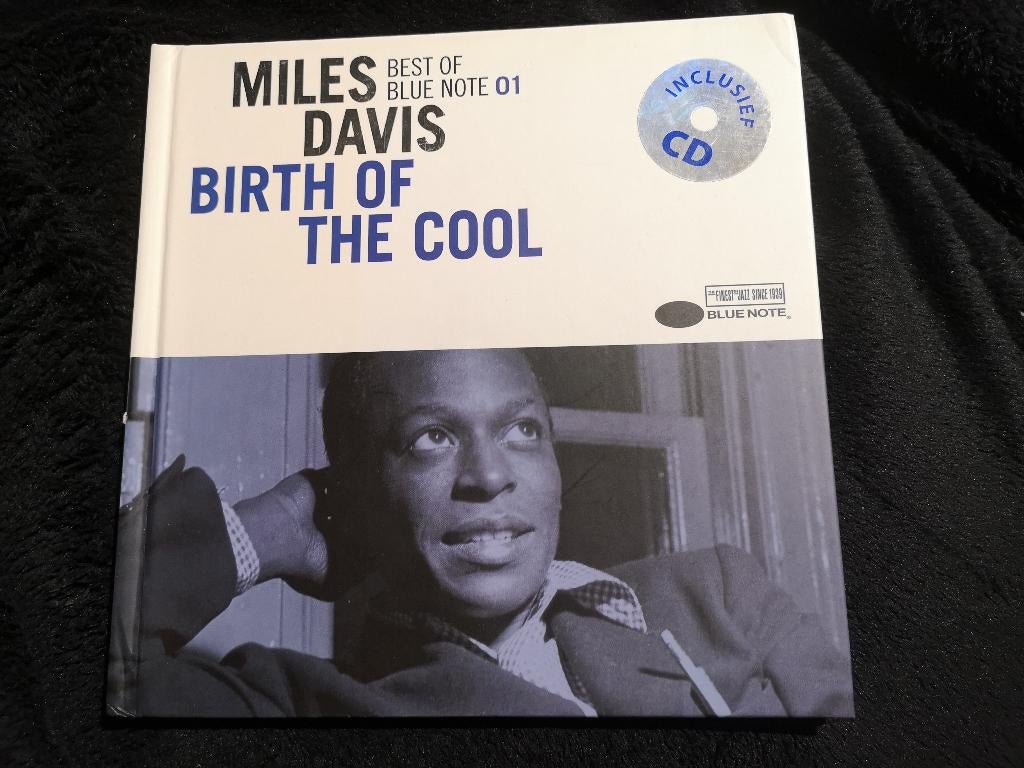 MILES BEST OF
BLUE NOTE 01
DAVIS
BIRTH OF
THE COOL
INCLUSIEF
CD
THE FINEST IN JAZZ SINCE 1939
BLUE NOTE®